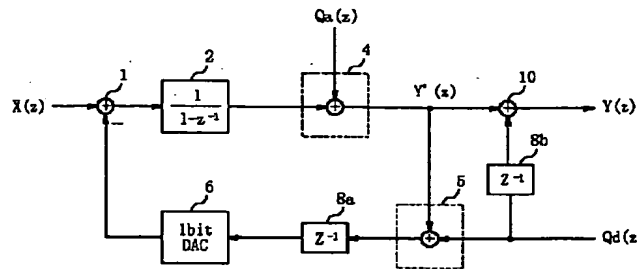 Qa(z)
1
2
4
10
X(z)
1
1-z⁻¹
Y'(z)
Y(z)
−
8b
6
8a
5
Z⁻¹
1bit
DAC
Z⁻¹
Qd(z